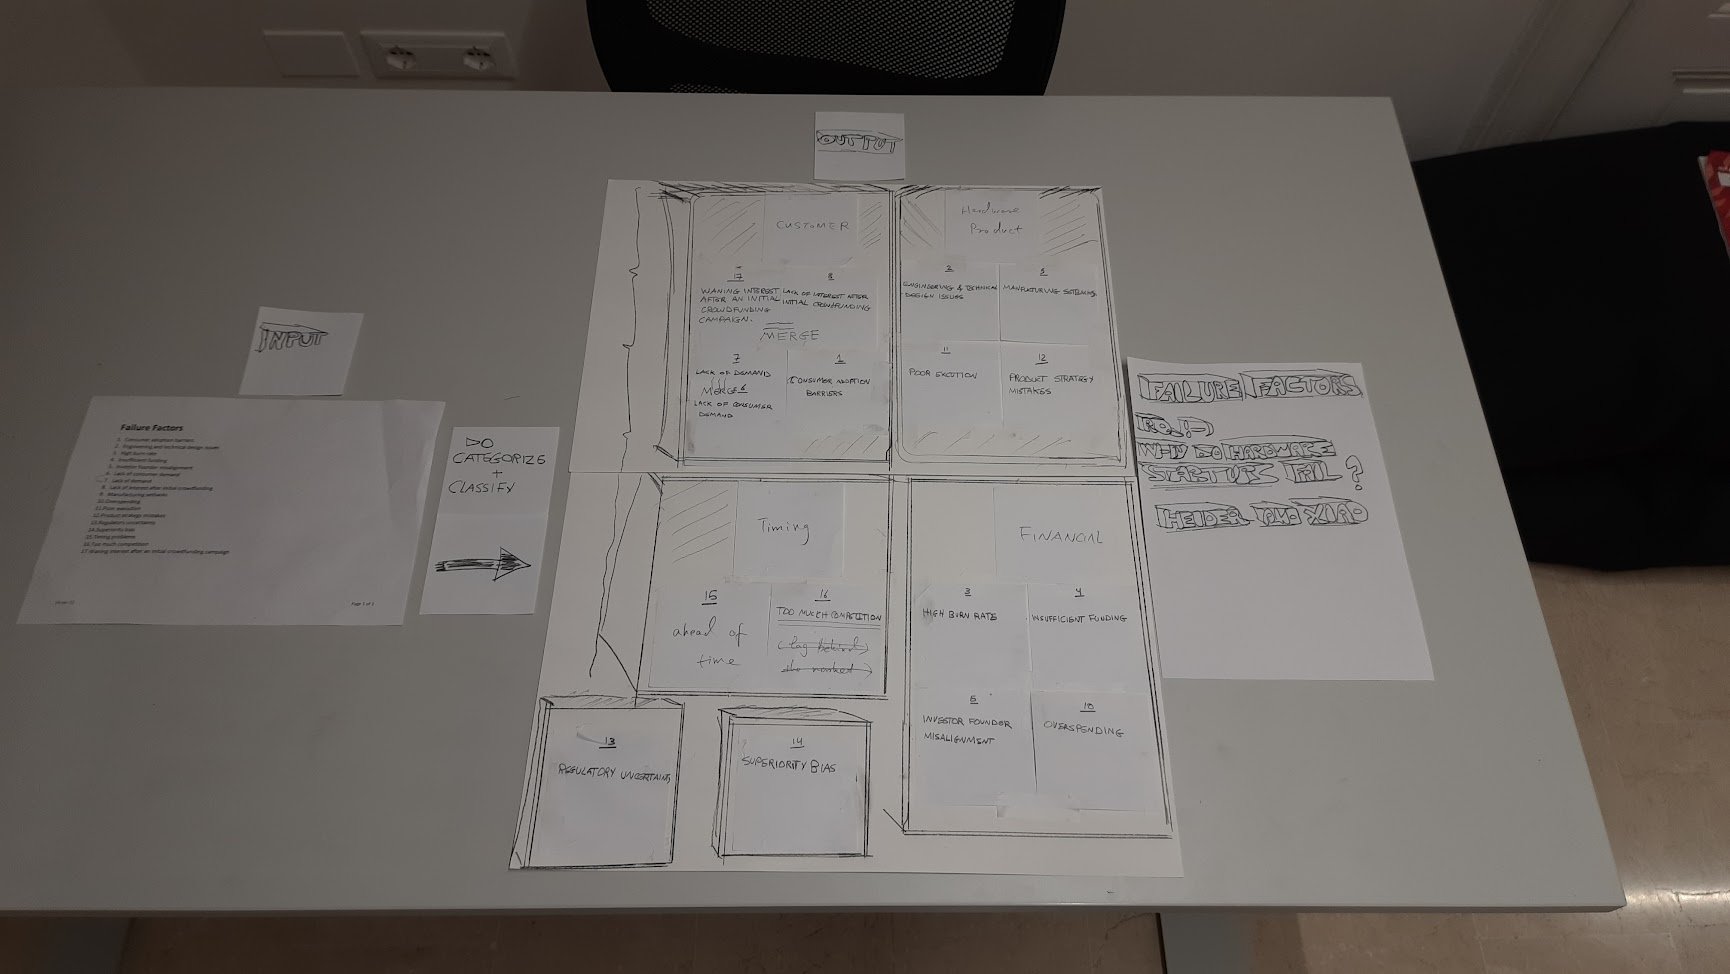 OUTPUT
INPUT
Failure Factors
1. Consumer adoption barriers
2. Engineering and technical design issues
3. High burn rate
4. Insufficient funding
5. Investor founder misalignment
6. Lack of consumer demand
7. Lack of demand
8. Lack of interest after initial crowdfunding
9. Manufacturing setbacks
10. Overspending
11. Poor execution
12. Product strategy mistakes
13. Regulatory uncertainty
14. Superiority bias
15. Timing problems
16. Too much competition
17. Waning interest after an initial crowdfunding campaign
Page 1 of 1
DO
CATEGORIZE
+
CLASSIFY
CUSTOMER
17
WANING INTEREST
AFTER AN INITIAL
CROWDFUNDING
CAMPAIGN.
8
LACK OF INTEREST AFTER
INITIAL CROWDFUNDING
MERGE
7
LACK OF DEMAND
MERGE 6
LACK OF CONSUMER
DEMAND
1
CONSUMER ADOPTION
BARRIERS
Hardware
Product
2
ENGINEERING & TECHNICAL
DESIGN ISSUES
9
MANUFACTURING SETBACKS
11
POOR EXCUTION
12
PRODUCT STRATEGY
MISTAKES
Timing
15
ahead of
time
16
TOO MUCH COMPETITION
(lag behind
the market)
FINANCIAL
3
HIGH BURN RATE
4
INSUFFICIENT FUNDING
5
INVESTOR FOUNDER
MISALIGNMENT
10
OVERSPENDING
13
REGULATORY UNCERTAINTY
14
SUPERIORITY BIAS
FAILURE FACTORS
RQ!-)
WHY DO HARDWARE
STARTUPS FAIL ?
HEIDER AND XIAO